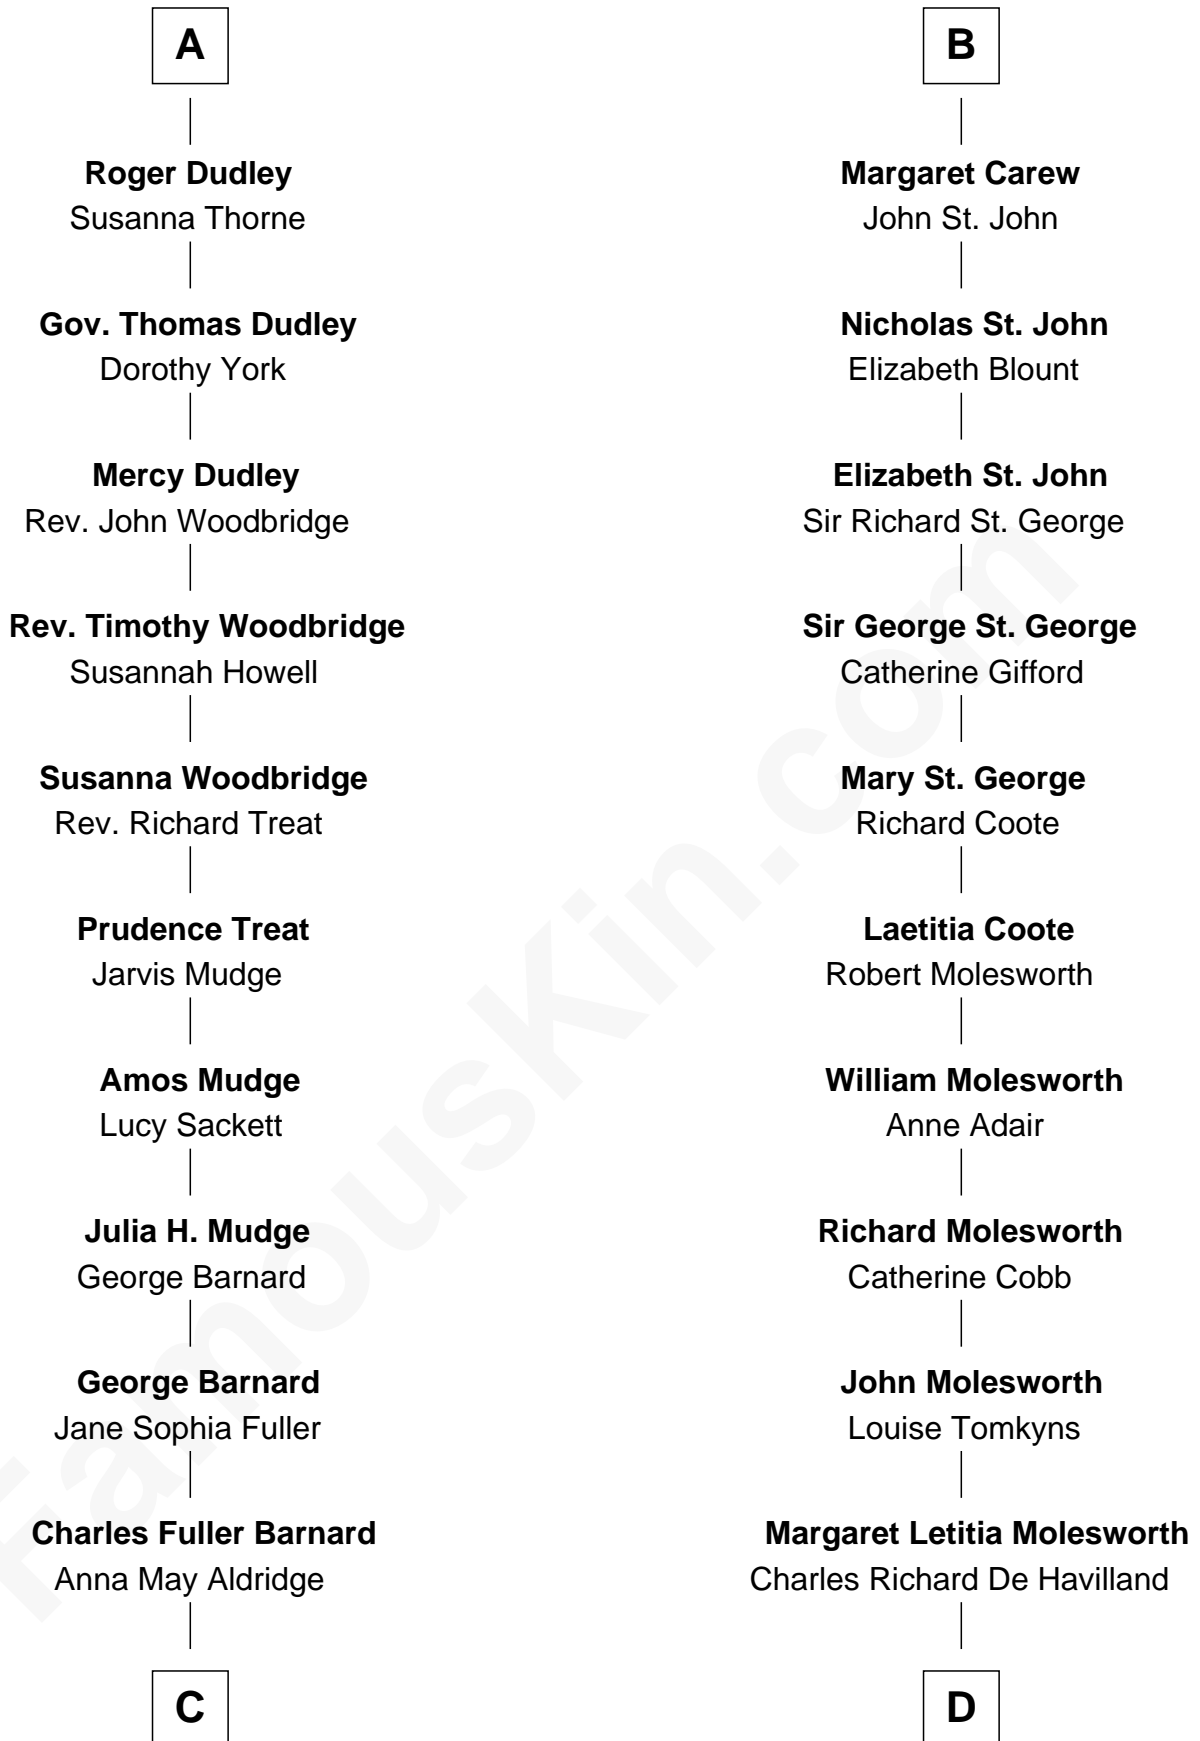 A
Roger Dudley
Susanna Thorne
Gov. Thomas Dudley
Dorothy York
Mercy Dudley
Rev. John Woodbridge
Rev. Timothy Woodbridge
Susannah Howell
Susanna Woodbridge
Rev. Richard Treat
Prudence Treat
Jarvis Mudge
Amos Mudge
Lucy Sackett
Julia H. Mudge
George Barnard
George Barnard
Jane Sophia Fuller
Charles Fuller Barnard
Anna May Aldridge
C
B
Margaret Carew
John St. John
Nicholas St. John
Elizabeth Blount
Elizabeth St. John
Sir Richard St. George
Sir George St. George
Catherine Gifford
Mary St. George
Richard Coote
Laetitia Coote
Robert Molesworth
William Molesworth
Anne Adair
Richard Molesworth
Catherine Cobb
John Molesworth
Louise Tomkyns
Margaret Letitia Molesworth
Charles Richard De Havilland
D
FamousKin.com